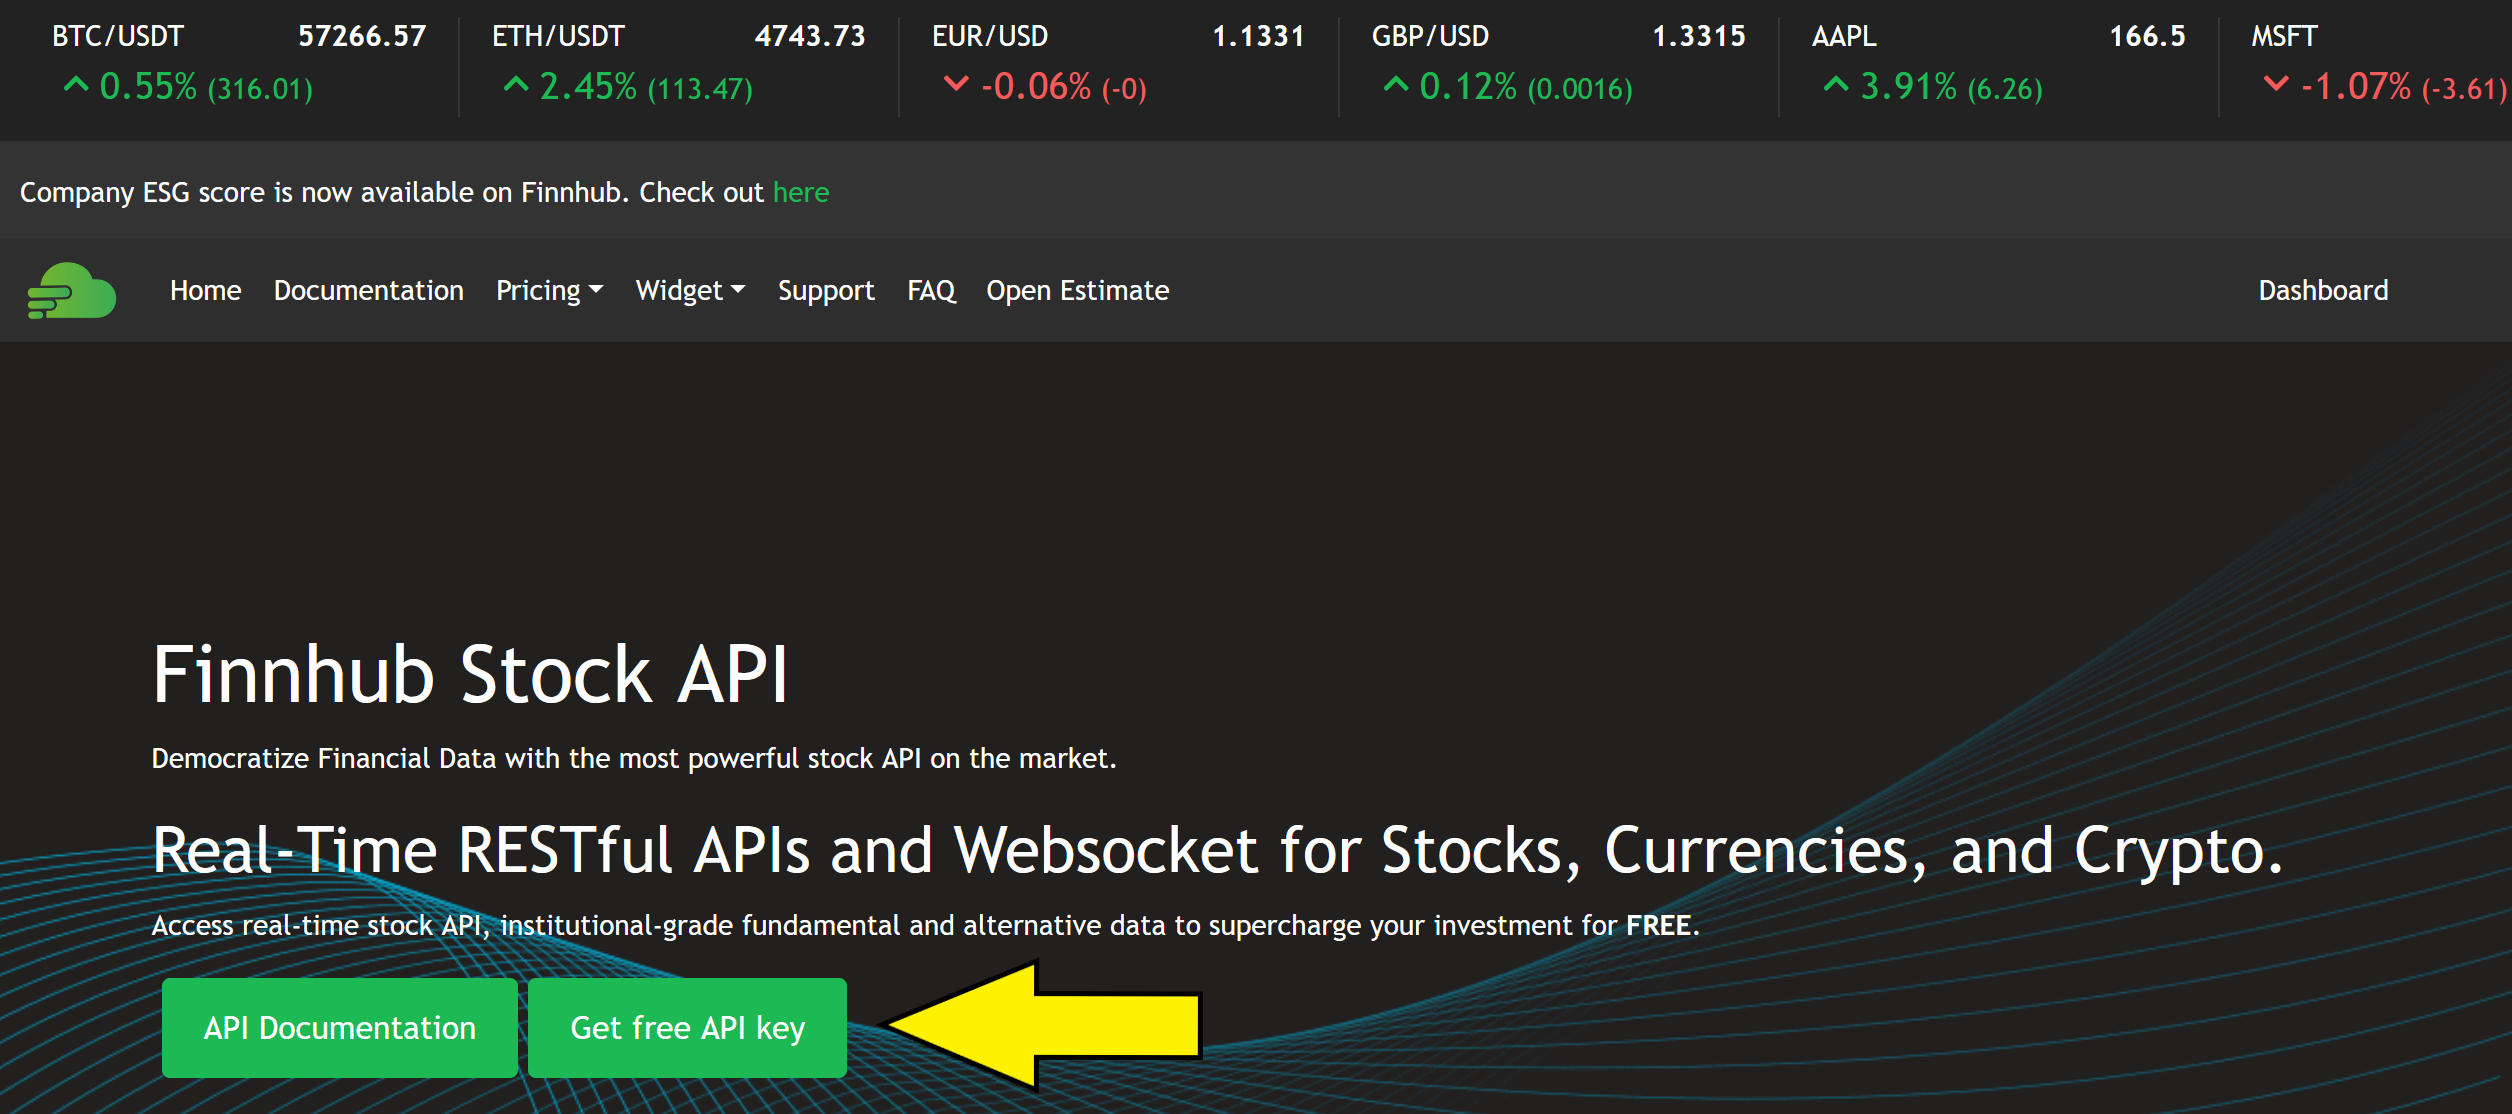 BTC/USDT 57266.57 ETH/USDT 4743.73 EUR/USD 1.1331 GBP/USD 1.3315 AAPL 166.5 MSFT
0.55% (316.01) 2.45% (113.47) -0.06% (-0) 0.12% (0.0016) 3.91% (6.26) -1.07% (-3.61)
Company ESG score is now available on Finnhub. Check out here
Home Documentation Pricing Widget Support FAQ Open Estimate Dashboard
Finnhub Stock API
Democratize Financial Data with the most powerful stock API on the market.
Real-Time RESTful APIs and Websocket for Stocks, Currencies, and Crypto.
Access real-time stock API, institutional-grade fundamental and alternative data to supercharge your investment for FREE.
API Documentation Get free API key